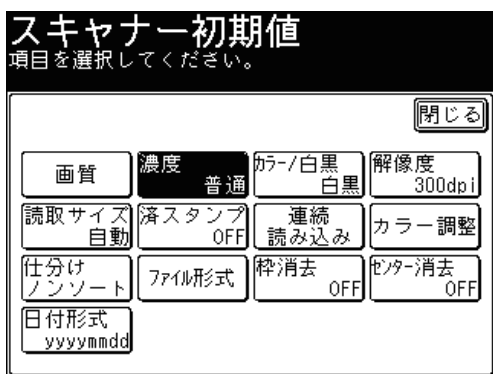 スキャナー初期値
項目を選択してください。
閉じる
画質
濃度
普通
ｶﾗｰ/白黒
白黒
解像度
300dpi
読取サイズ
自動
済スタンプ
OFF
連続
読み込み
カラー調整
仕分け
ノンソート
ﾌｧｲﾙ形式
枠消去
OFF
ｾﾝﾀｰ消去
OFF
日付形式
yyyymmdd